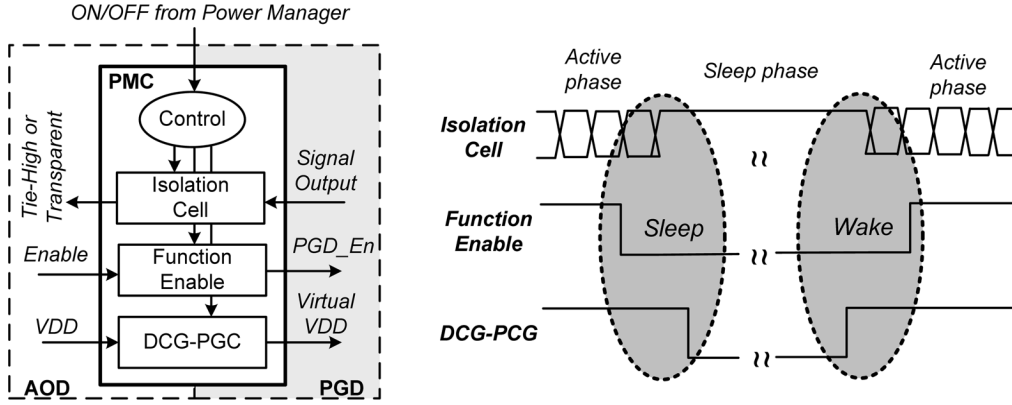 ON/OFF from Power Manager
PMC
Control
Tie-High or
Transparent
Isolation
Cell
Signal
Output
Enable
Function
Enable
PGD_En
VDD
DCG-PGC
Virtual
VDD
AOD
PGD
Active
phase
Sleep phase
Active
phase
Isolation
Cell
Function
Enable
Sleep
Wake
DCG-PCG